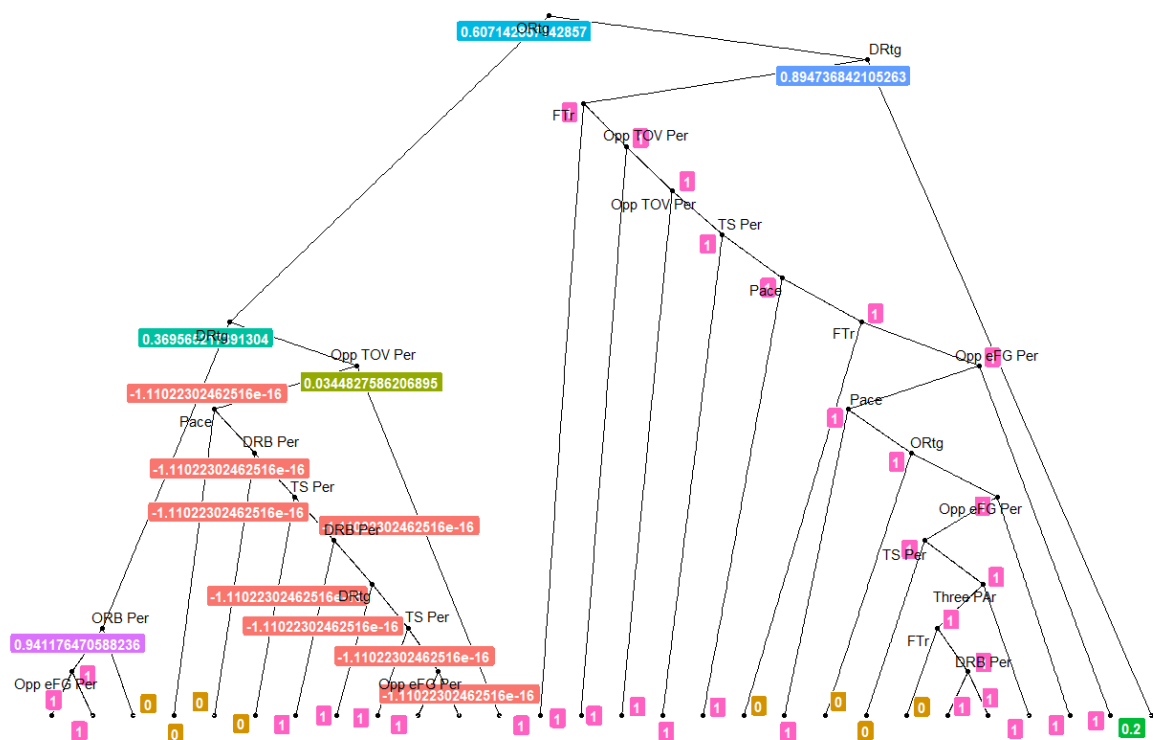 ORtg
DRtg
0.894736842105263
1
FTr
Opp TOV Per
1
1
Opp TOV Per
TS Per
1
1
Pace
1
FTr
DRtg
Opp TOV Per
1
Opp eFG Per
0.0344827586206895
-1.11022302462516e-16
Pace
1
Pace
DRB Per
ORtg
1
-1.11022302462516e-16
TS Per
-1.11022302462516e-16
1
Opp eFG Per
DRB Per
1
TS Per
1
Three PAr
DRtg
ORB Per
TS Per
1
FTr
-1.11022302462516e-16
0.941176470588236
-1.11022302462516e-16
DRB Per
1
1
Opp eFG Per
Opp eFG Per
-1.11022302462516e-16
1
1
0
0
0
0
1
1
1
1
1
1
1
1
1
1
0
1
0
0
0
1
1
1
1
1
0.2